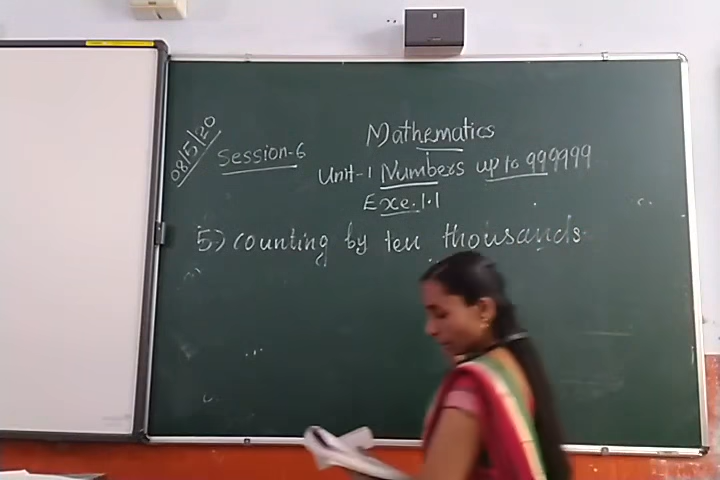 08/5/20
Session-6
Mathematics
Unit-1 Numbers up to 999999
Exe.1.1
5) counting by ten thousands